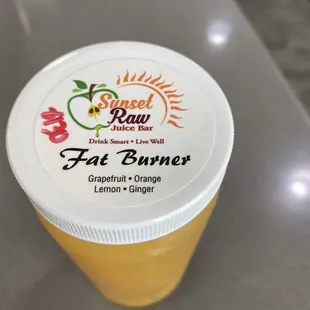 Sunset
Raw
Juice Bar
Drink Smart • Live Well
Fat Burner
Grapefruit • Orange
Lemon • Ginger